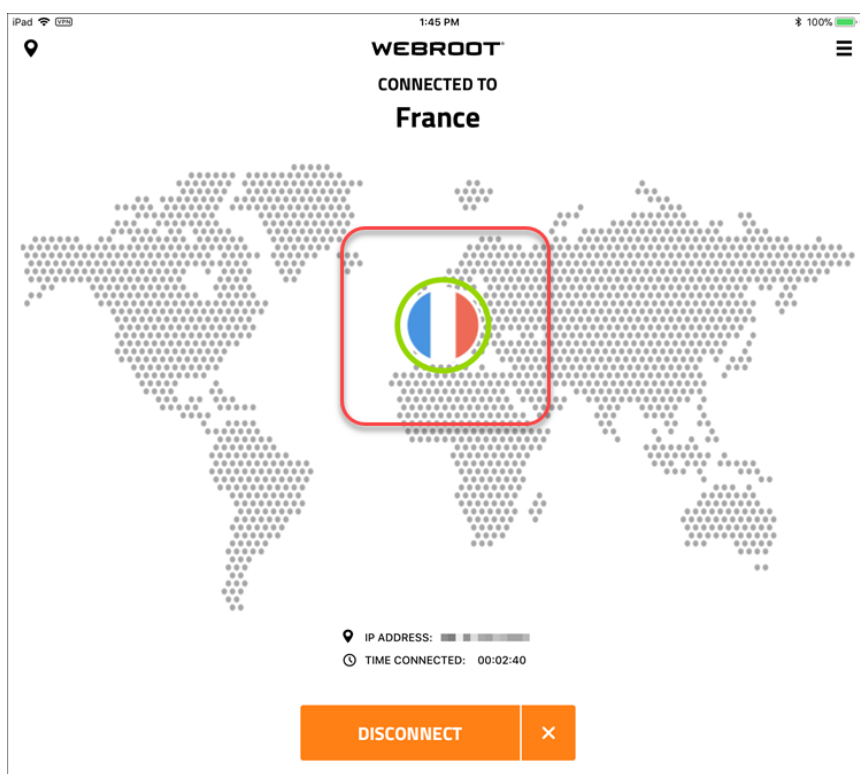 iPad VPN 1:45 PM 100%
WEBROOT
CONNECTED TO
France
IP ADDRESS:
TIME CONNECTED: 00:02:40
DISCONNECT ×